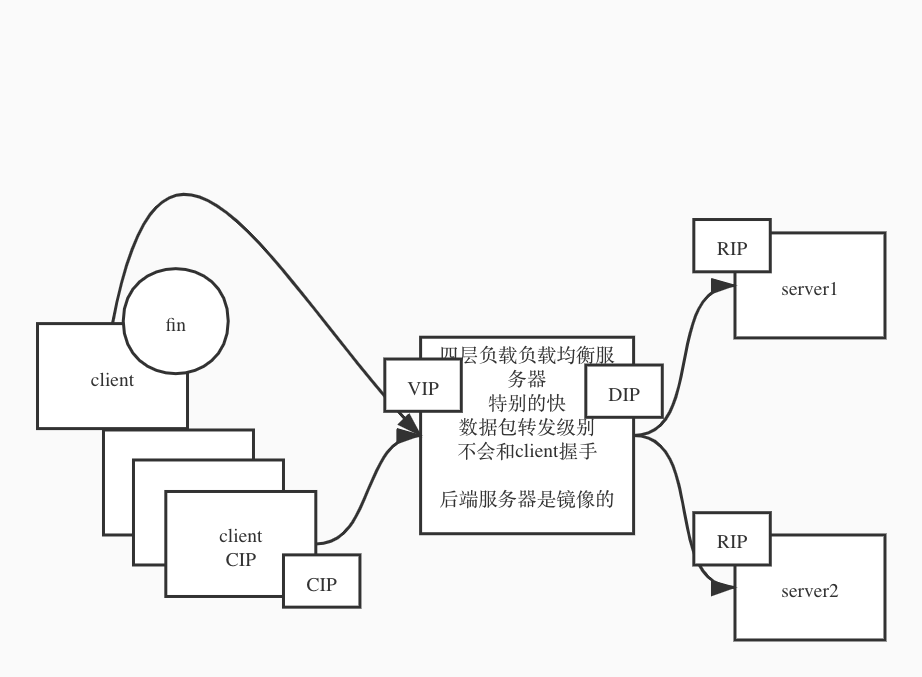 fin
client
client
CIP
CIP
VIP
四层负载负载均衡服
务器
特别的快
数据包转发级别
不会和client握手
后端服务器是镜像的
DIP
RIP
server1
RIP
server2